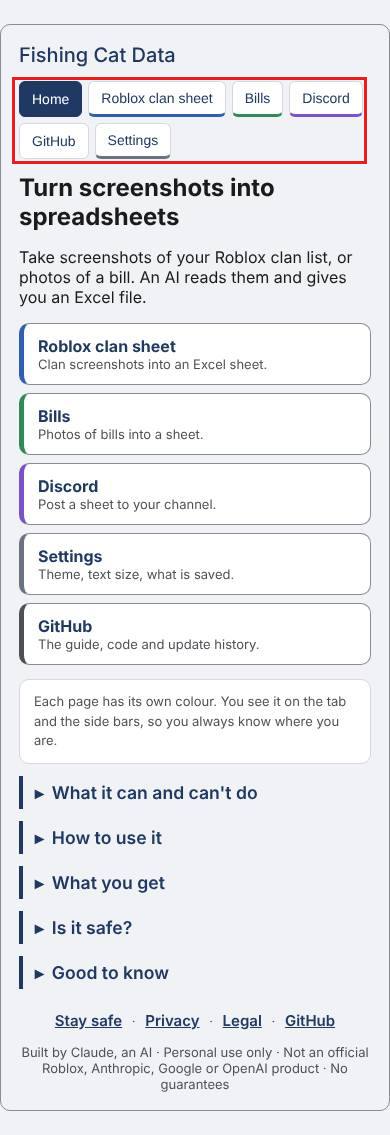 Fishing Cat Data
Home Roblox clan sheet Bills Discord
GitHub Settings
Turn screenshots into
spreadsheets
Take screenshots of your Roblox clan list, or
photos of a bill. An AI reads them and gives
you an Excel file.
Roblox clan sheet
Clan screenshots into an Excel sheet.
Bills
Photos of bills into a sheet.
Discord
Post a sheet to your channel.
Settings
Theme, text size, what is saved.
GitHub
The guide, code and update history.
Each page has its own colour. You see it on the tab
and the side bars, so you always know where you
are.
▸ What it can and can't do
▸ How to use it
▸ What you get
▸ Is it safe?
▸ Good to know
Stay safe · Privacy · Legal · GitHub
Built by Claude, an AI · Personal use only · Not an official
Roblox, Anthropic, Google or OpenAI product · No
guarantees